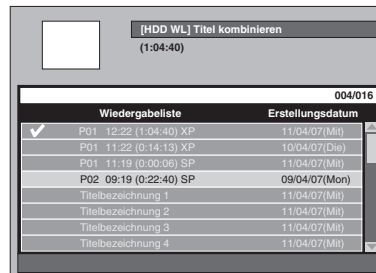 [HDD WL] Titel kombinieren
(1:04:40)
004/016
Wiedergabeliste Erstellungsdatum
P01 12:22 (1:04:40) XP 11/04/07(Mit)
P01 11:22 (0:14:13) XP 10/04/07(Die)
P01 11:19 (0:00:06) SP 11/04/07(Mit)
P02 09:19 (0:22:40) SP 09/04/07(Mon)
Titelbezeichnung 1 11/04/07(Mit)
Titelbezeichnung 2 11/04/07(Mit)
Titelbezeichnung 3 11/04/07(Mit)
Titelbezeichnung 4 11/04/07(Mit)